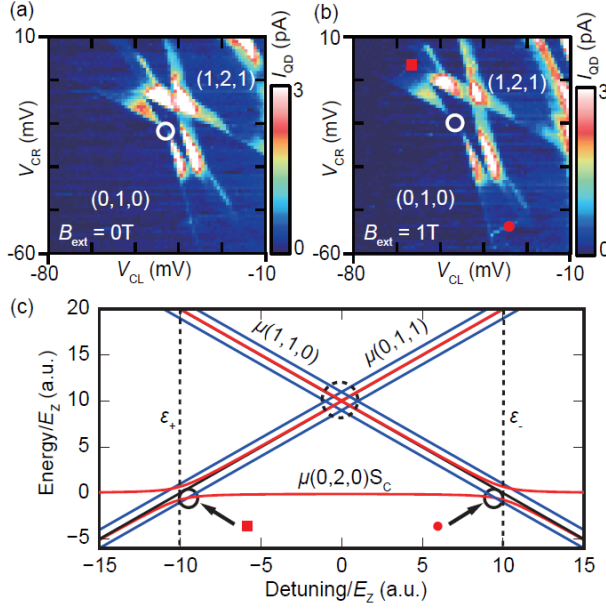 (a)
(b)
10
V_CR (mV)
-60
-80
V_CL (mV)
-10
(1,2,1)
(0,1,0)
B_ext = 0T
I_QD (pA)
3
0
10
V_CR (mV)
-60
-80
V_CL (mV)
-10
(1,2,1)
(0,1,0)
B_ext = 1T
I_QD (pA)
3
0
(c)
20
15
10
5
0
−5
Energy/E_Z (a.u.)
μ(1,1,0)
μ(0,1,1)
ε_+
ε_-
μ(0,2,0)S_C
−15
−10
−5
0
5
10
15
Detuning/E_Z (a.u.)